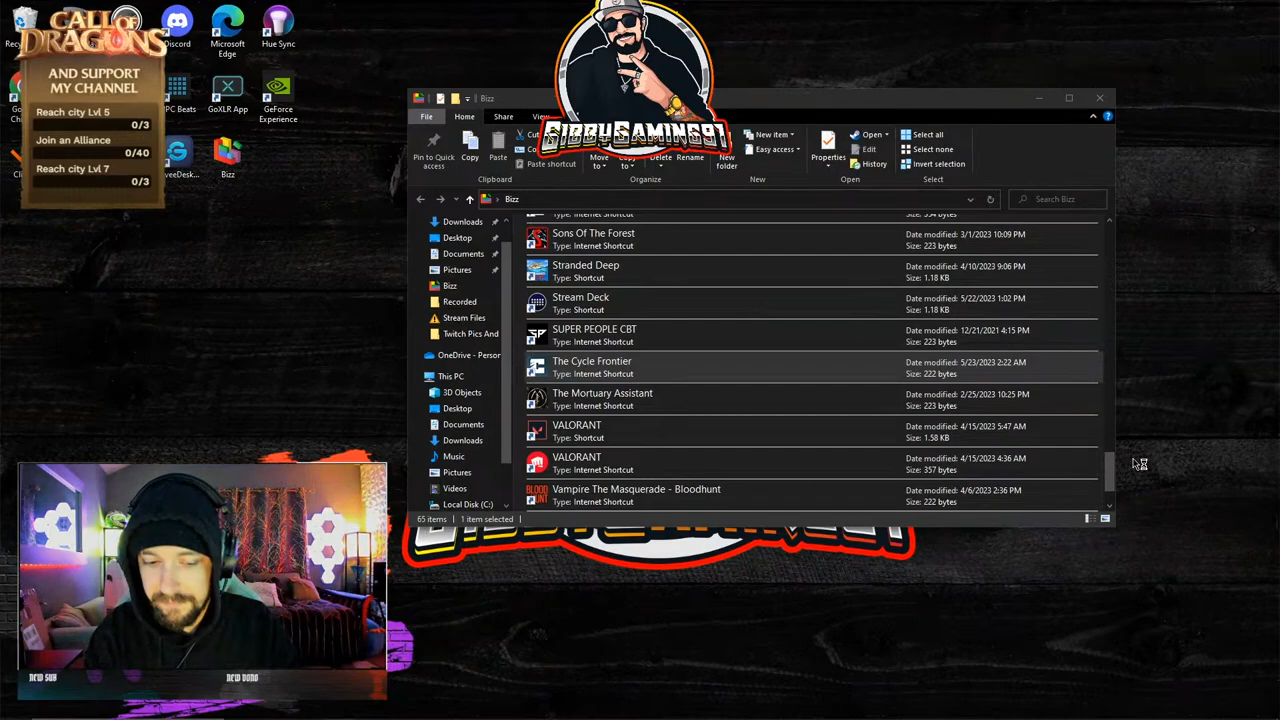 CALL OF
DRAGONS
AND SUPPORT
MY CHANNEL
Reach city Lvl 5
0/3
Join an Alliance
0/40
Reach city Lvl 7
0/3
Discord
Microsoft
Edge
Hue Sync
PC Beats
GoXLR App
GeForce
Experience
Bizz
GIBBYGAMING91
Bizz
File
Home
Share
Pin to Quick
access
Copy
Paste
Paste shortcut
Clipboard
Move
to
Copy
to
Delete
Rename
New
folder
Organize
New item
Easy access
New
Properties
Open
Edit
History
Open
Select all
Select none
Invert selection
Select
Bizz
Search Bizz
Downloads
Desktop
Documents
Pictures
Bizz
Recorded
Stream Files
Twitch Pics And
OneDrive - Person
This PC
3D Objects
Desktop
Documents
Downloads
Music
Pictures
Videos
Local Disk (C:)
Sons Of The Forest
Type: Internet Shortcut
Date modified: 3/1/2023 10:09 PM
Size: 223 bytes
Stranded Deep
Type: Shortcut
Date modified: 4/10/2023 9:06 PM
Size: 1.18 KB
Stream Deck
Type: Shortcut
Date modified: 5/22/2023 1:02 PM
Size: 1.18 KB
SUPER PEOPLE CBT
Type: Internet Shortcut
Date modified: 12/21/2021 4:15 PM
Size: 223 bytes
The Cycle Frontier
Type: Internet Shortcut
Date modified: 5/23/2023 2:22 AM
Size: 222 bytes
The Mortuary Assistant
Type: Internet Shortcut
Date modified: 2/25/2023 10:25 PM
Size: 223 bytes
VALORANT
Type: Shortcut
Date modified: 4/15/2023 5:47 AM
Size: 1.58 KB
VALORANT
Type: Internet Shortcut
Date modified: 4/15/2023 4:36 AM
Size: 357 bytes
Vampire The Masquerade - Bloodhunt
Type: Internet Shortcut
Date modified: 4/6/2023 2:36 PM
Size: 222 bytes
65 items
1 item selected
NEW SUB
NEW DONO